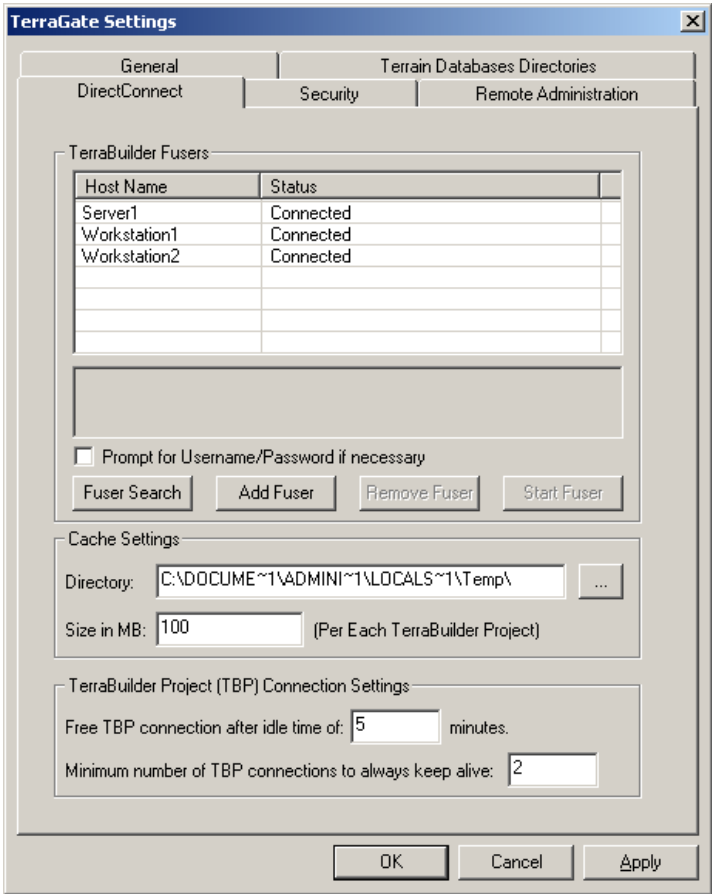 TerraGate Settings
General
Terrain Databases Directories
DirectConnect
Security
Remote Administration
TerraBuilder Fusers
Host Name
Status
Server1
Connected
Workstation1
Connected
Workstation2
Connected
Prompt for Username/Password if necessary
Fuser Search
Add Fuser
Remove Fuser
Start Fuser
Cache Settings
Directory:
C:\DOCUME~1\ADMINI~1\LOCALS~1\Temp\
...
Size in MB:
100
(Per Each TerraBuilder Project)
TerraBuilder Project (TBP) Connection Settings
Free TBP connection after idle time of:
5
minutes.
Minimum number of TBP connections to always keep alive:
2
OK
Cancel
Apply